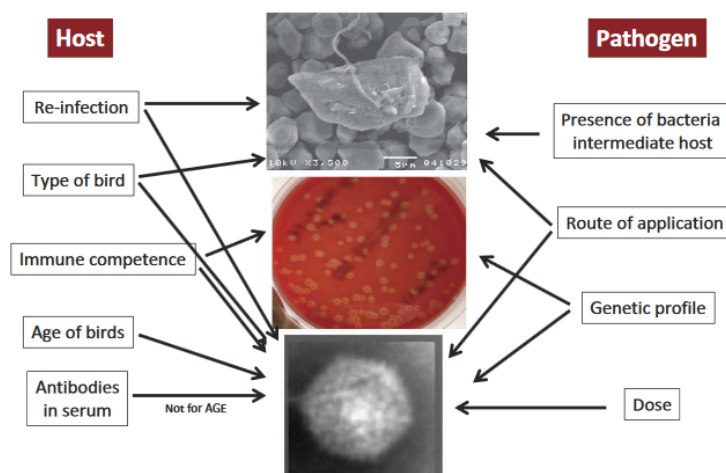 Host
Pathogen
Re-infection
Type of bird
Immune competence
Age of birds
Antibodies
in serum
Not for AGE
10kV X3,500 5µm 041029
Presence of bacteria
intermediate host
Route of application
Genetic profile
Dose